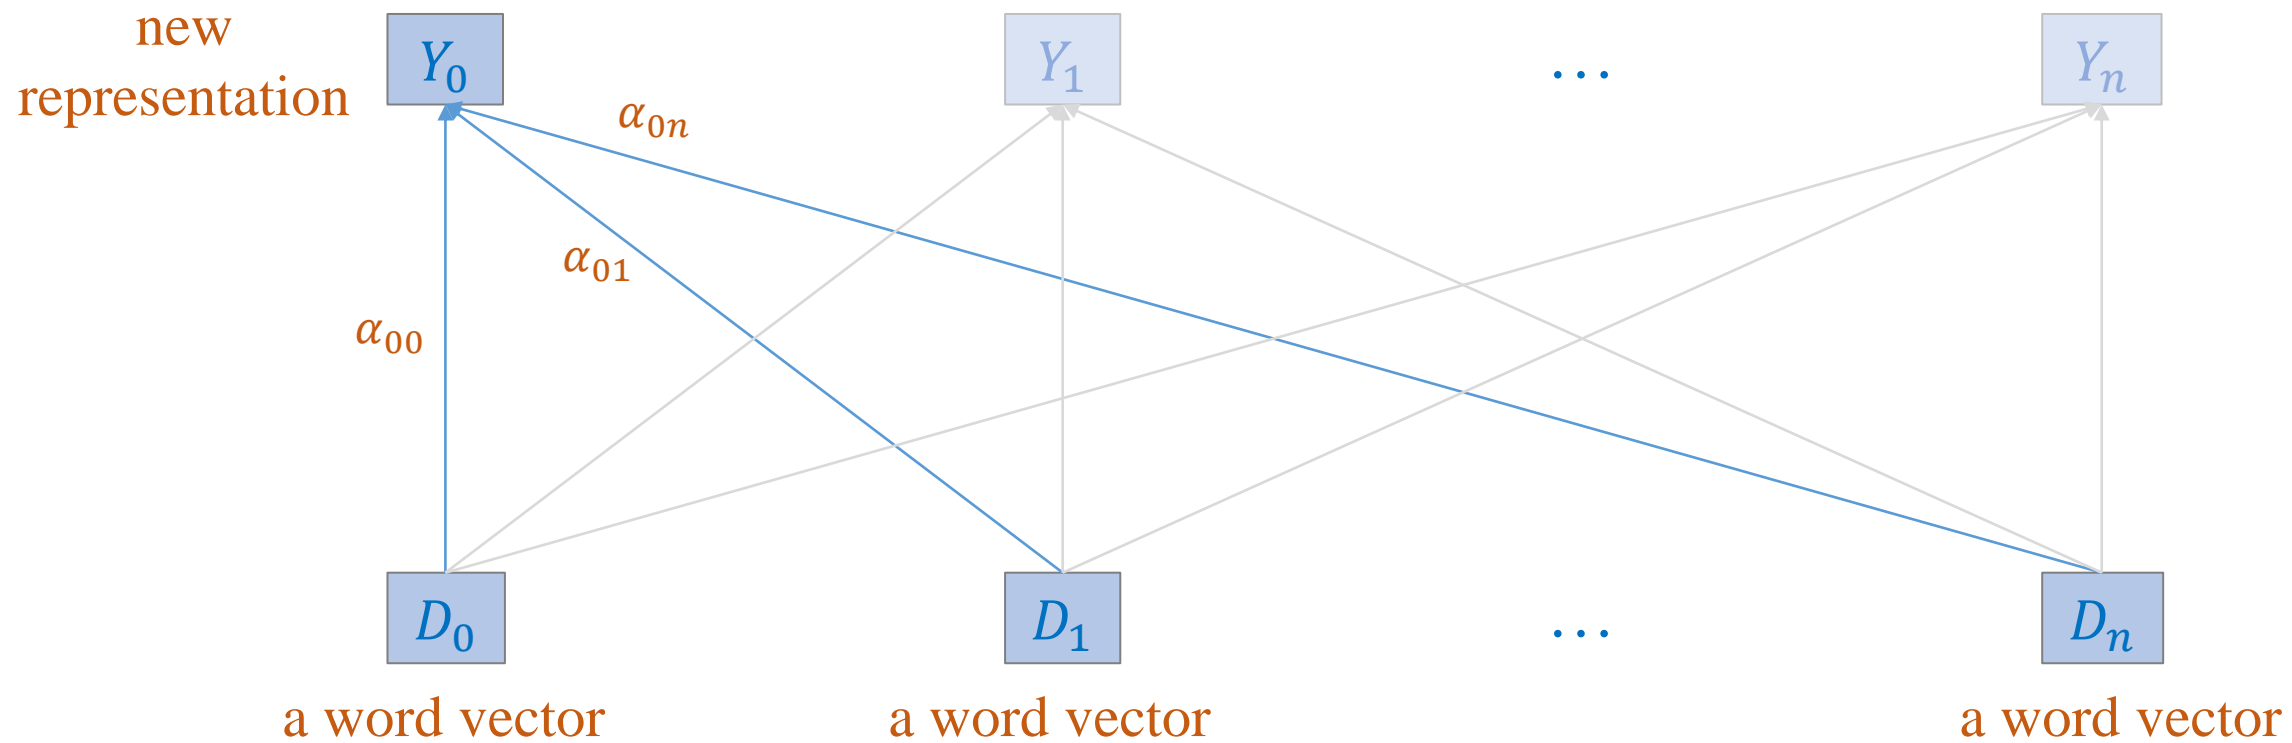 new
representation
Y₀
Y₁
...
Yₙ
α₀ₙ
α₀₁
α₀₀
D₀
D₁
...
Dₙ
a word vector
a word vector
a word vector